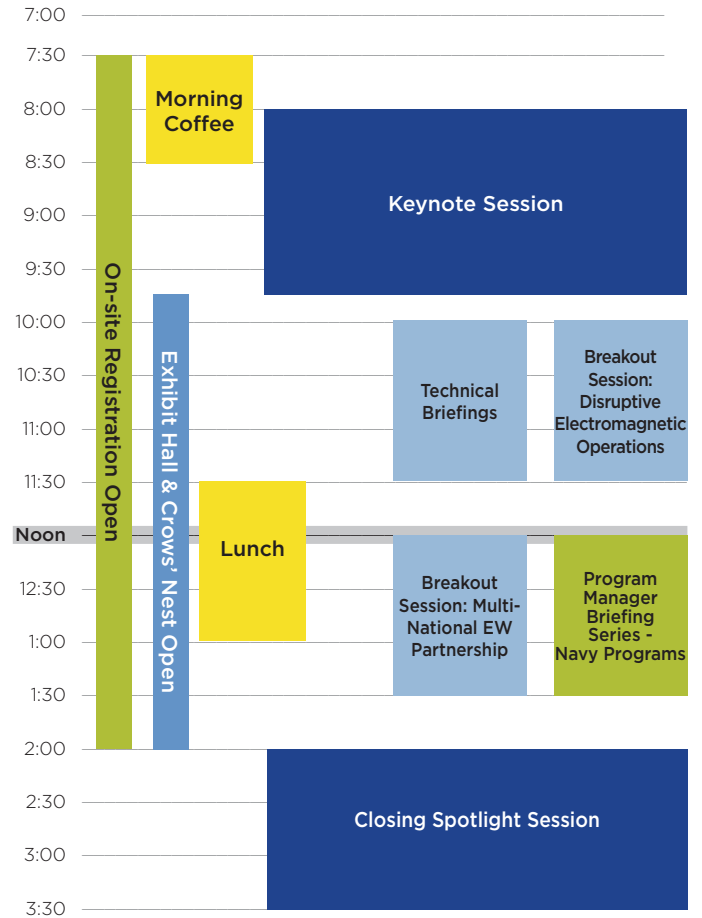 7:00
7:30
8:00
8:30
9:00
9:30
10:00
10:30
11:00
11:30
Noon
12:30
1:00
1:30
2:00
2:30
3:00
3:30
On-site Registration Open
Morning
Coffee
Keynote Session
Exhibit Hall & Crows' Nest Open
Technical
Briefings
Breakout
Session:
Disruptive
Electromagnetic
Operations
Lunch
Breakout
Session: Multi-
National EW
Partnership
Program
Manager
Briefing
Series -
Navy Programs
Closing Spotlight Session